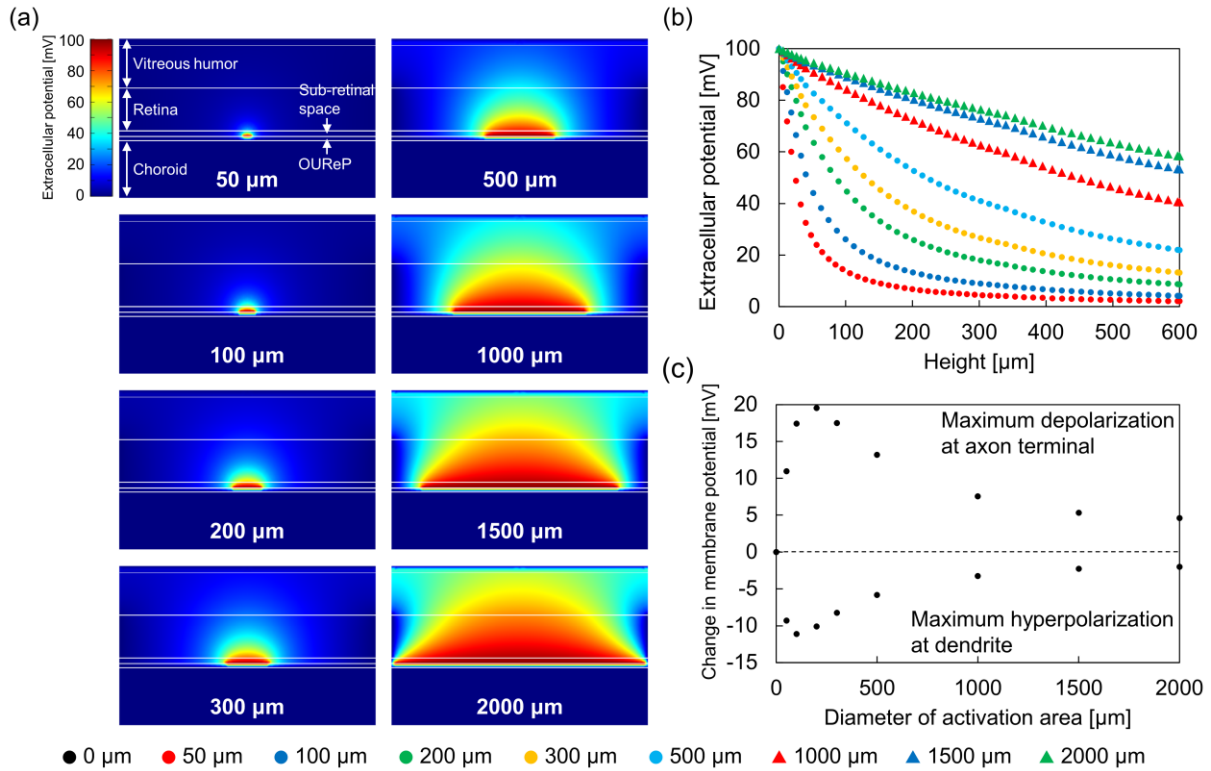 (a)
Extracellular potential [mV]
100
80
60
40
20
0
Vitreous humor
Retina
Sub-retinal
space
OUReP
Choroid
50 μm
500 μm
100 μm
1000 μm
200 μm
1500 μm
300 μm
2000 μm
(b)
Extracellular potential [mV]
100
80
60
40
20
0
0 100 200 300 400 500 600
Height [μm]
(c)
Change in membrane potential [mV]
20
15
10
5
0
-5
-10
-15
Maximum depolarization
at axon terminal
Maximum hyperpolarization
at dendrite
0 500 1000 1500 2000
Diameter of activation area [μm]
0 μm 50 μm 100 μm 200 μm 300 μm 500 μm 1000 μm 1500 μm 2000 μm